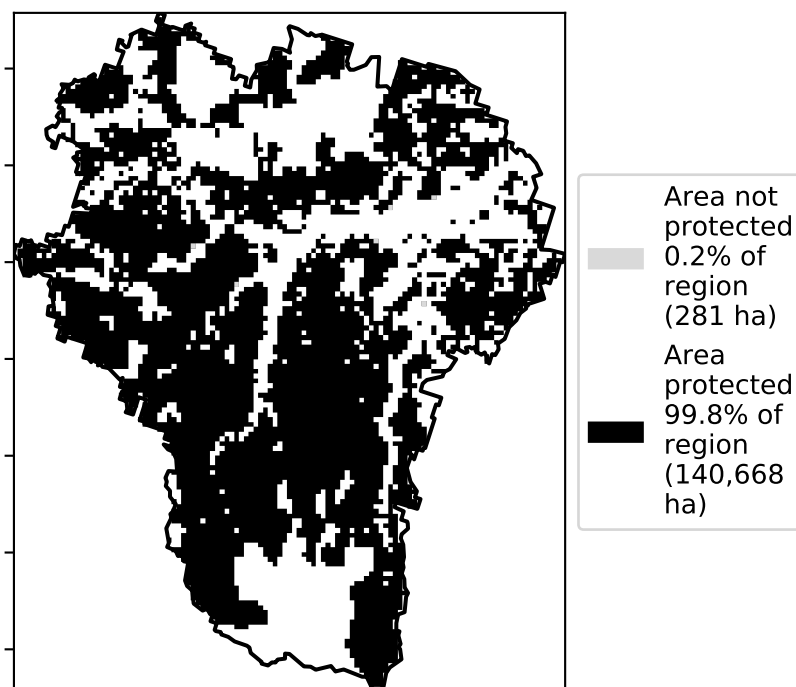 Area not
protected
0.2% of
region
(281 ha)
Area
protected
99.8% of
region
(140,668
ha)